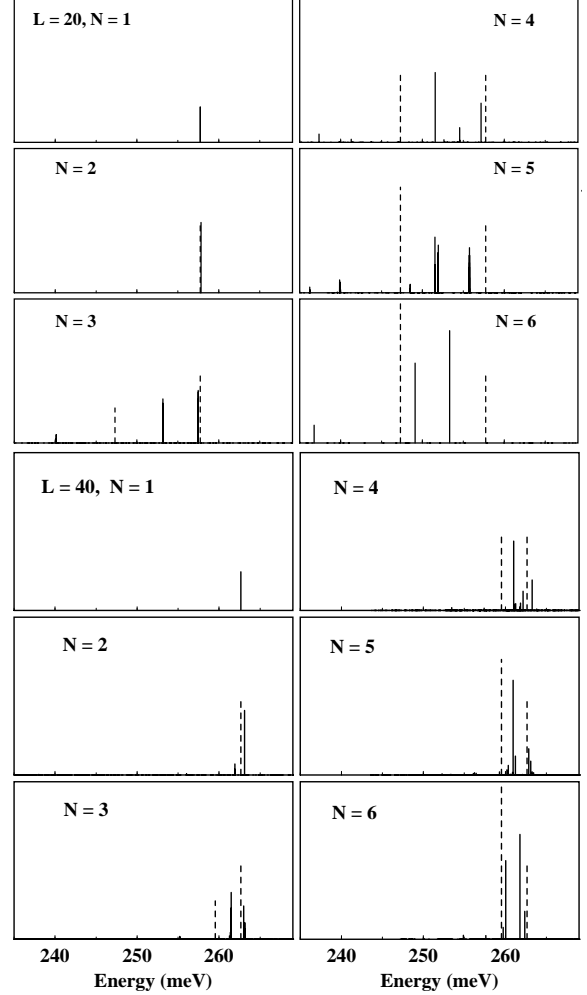 L = 20, N = 1
N = 4
N = 2
N = 5
N = 3
N = 6
L = 40, N = 1
N = 4
N = 2
N = 5
N = 3
N = 6
240 250 260
240 250 260
Energy (meV)
Energy (meV)